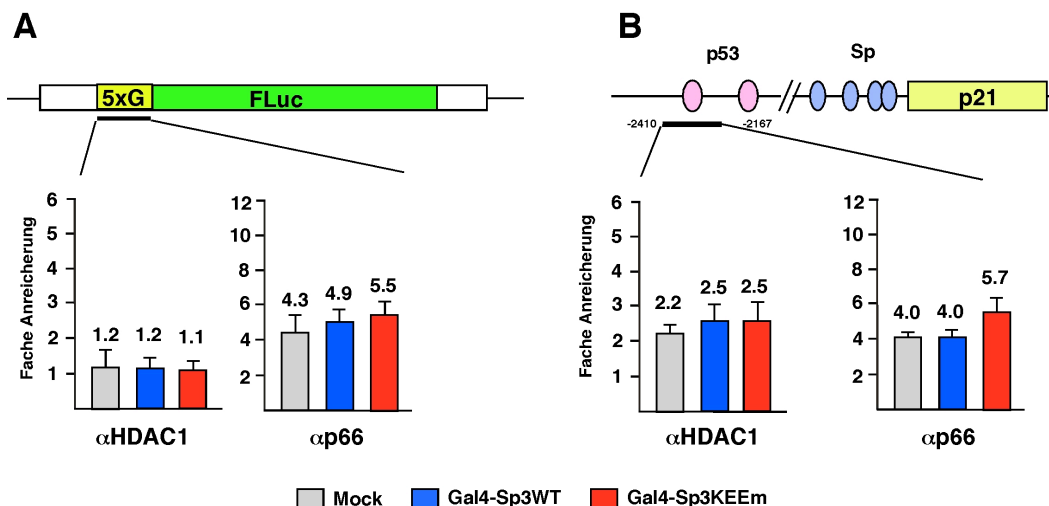 A
B
p53
Sp
5xG
FLuc
p21
-2410
-2167
Fache Anreicherung
6
5
4
3
2
1
1.2
1.2
1.1
αHDAC1
12
10
8
6
4
2
4.3
4.9
5.5
αp66
Fache Anreicherung
6
5
4
3
2
1
2.2
2.5
2.5
αHDAC1
12
10
8
6
4
2
4.0
4.0
5.7
αp66
Mock
Gal4-Sp3WT
Gal4-Sp3KEEm